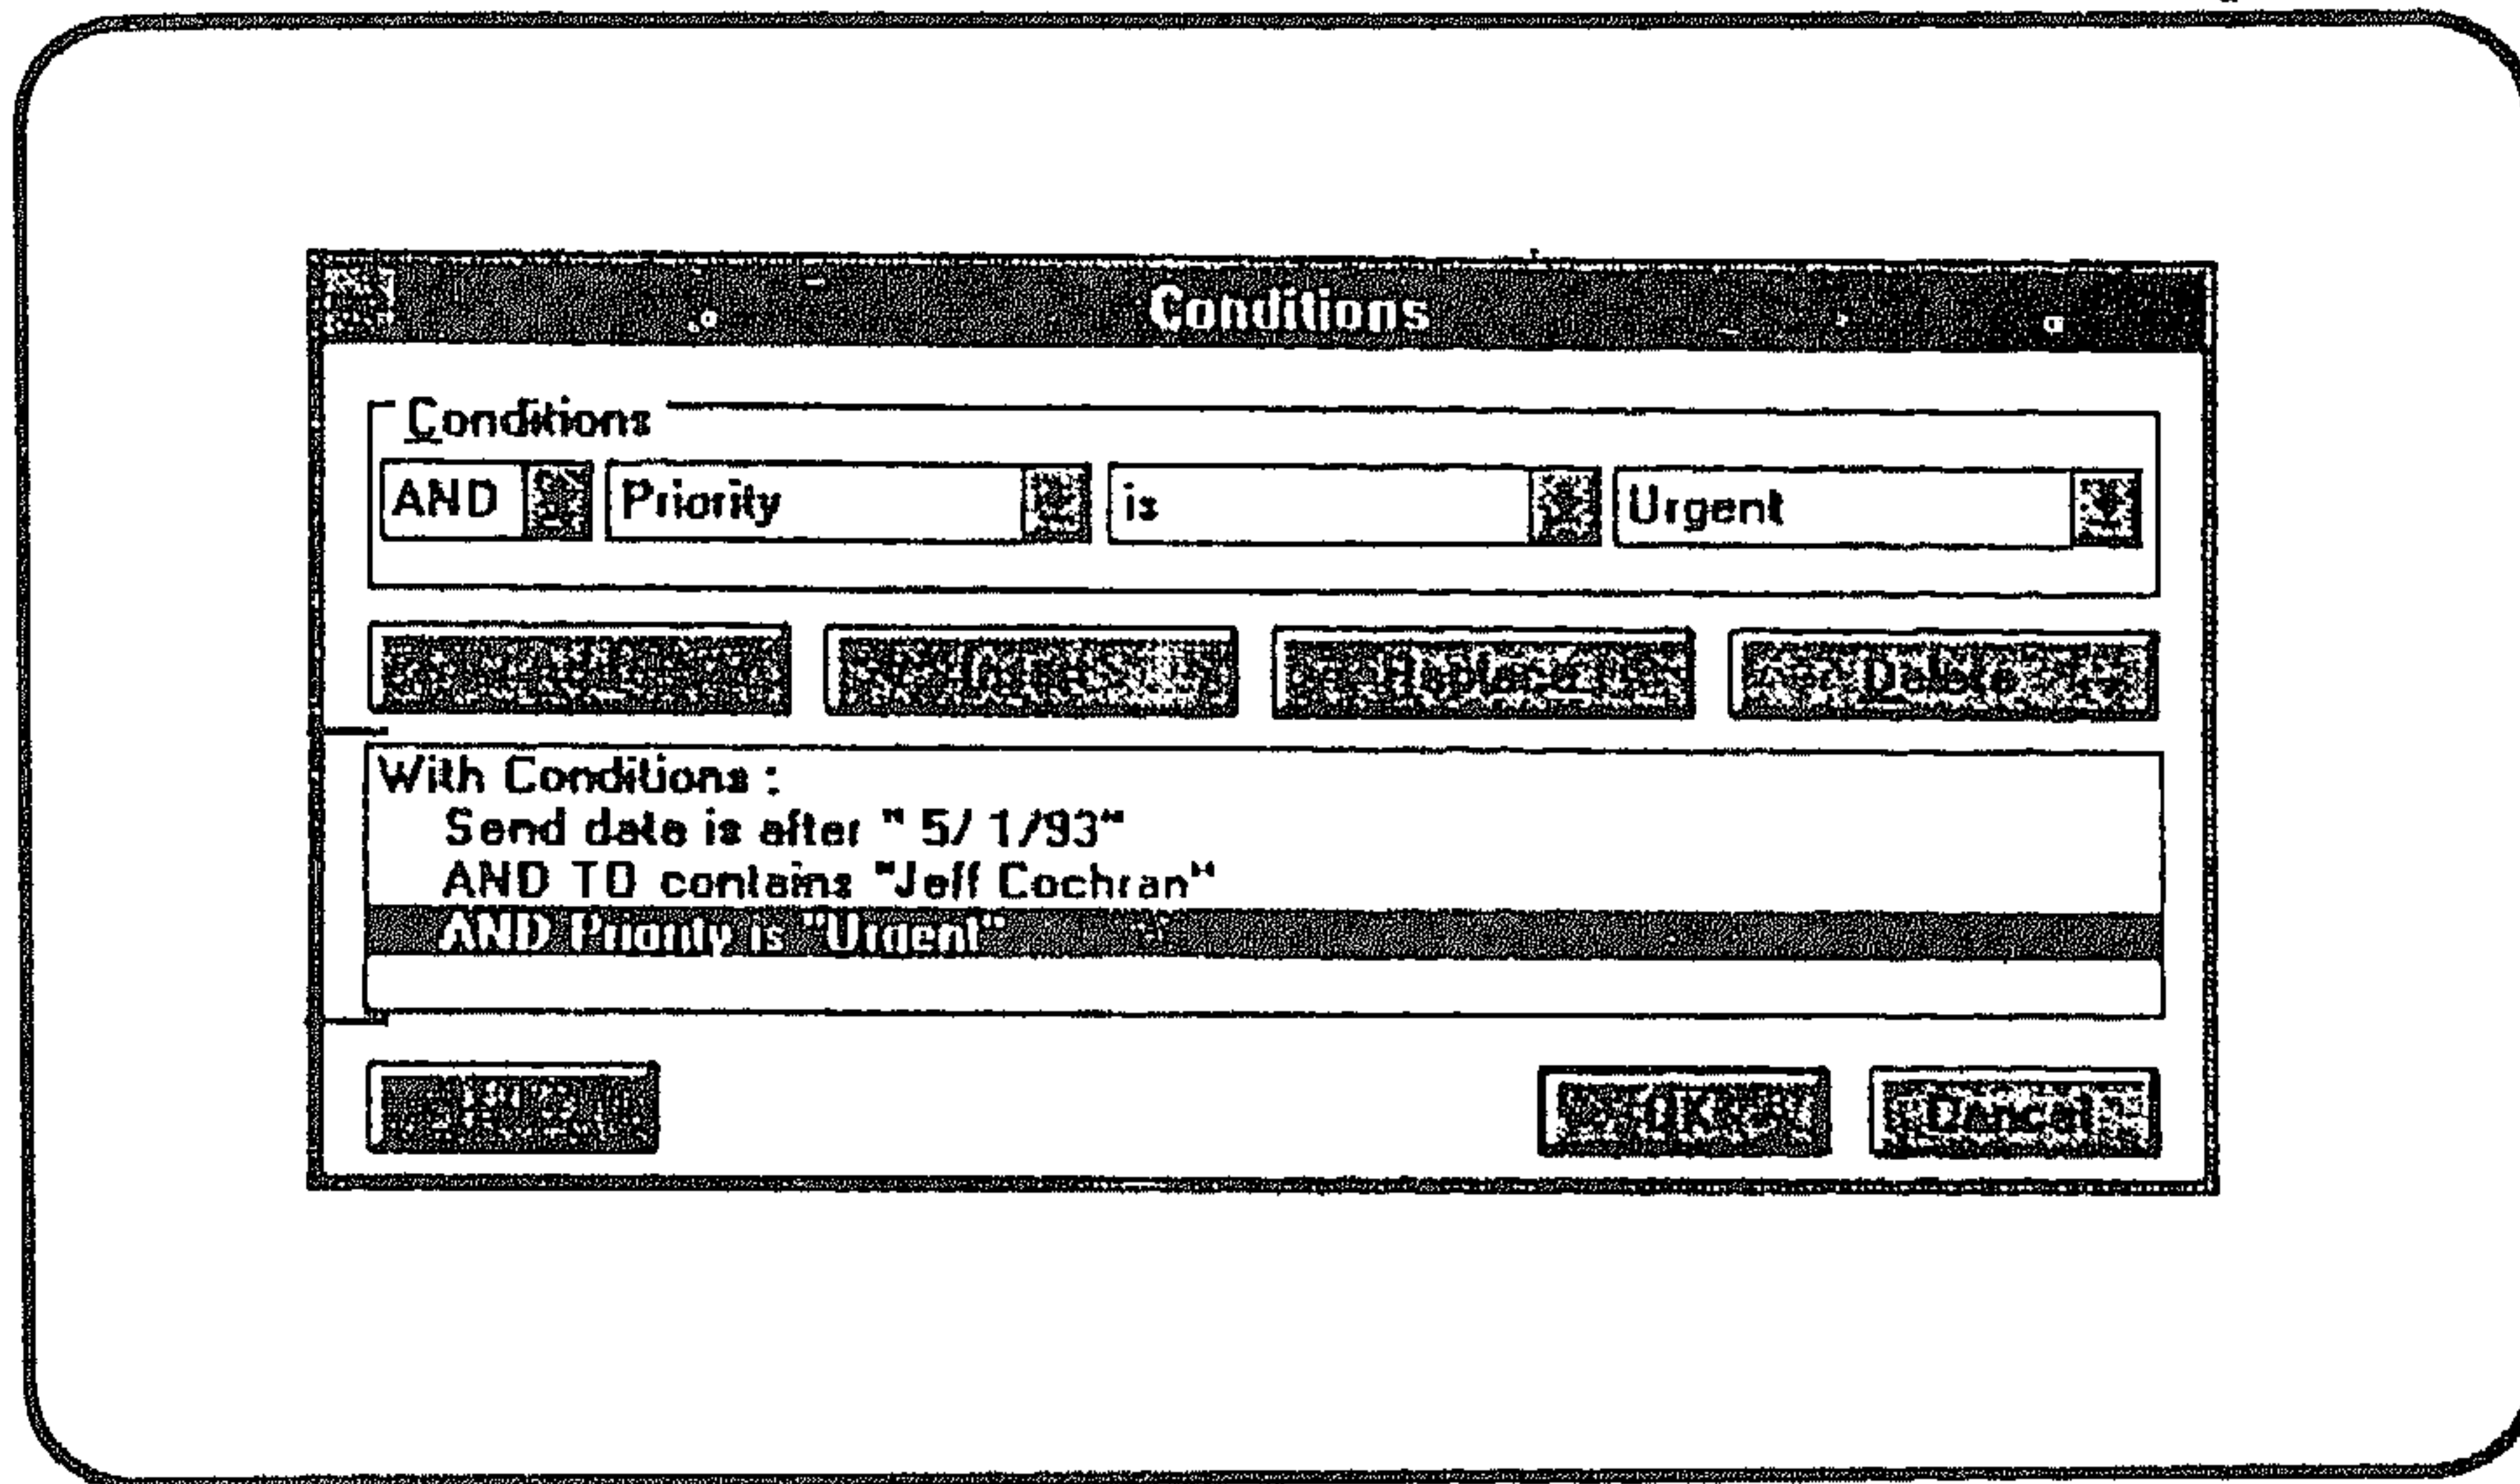 Conditions
Conditions
AND Priority is Urgent
Replace Delete
With Conditions :
Send date is after " 5/ 1/93"
AND TO contains "Jeff Cochran"
AND Priority is "Urgent"
OK Cancel